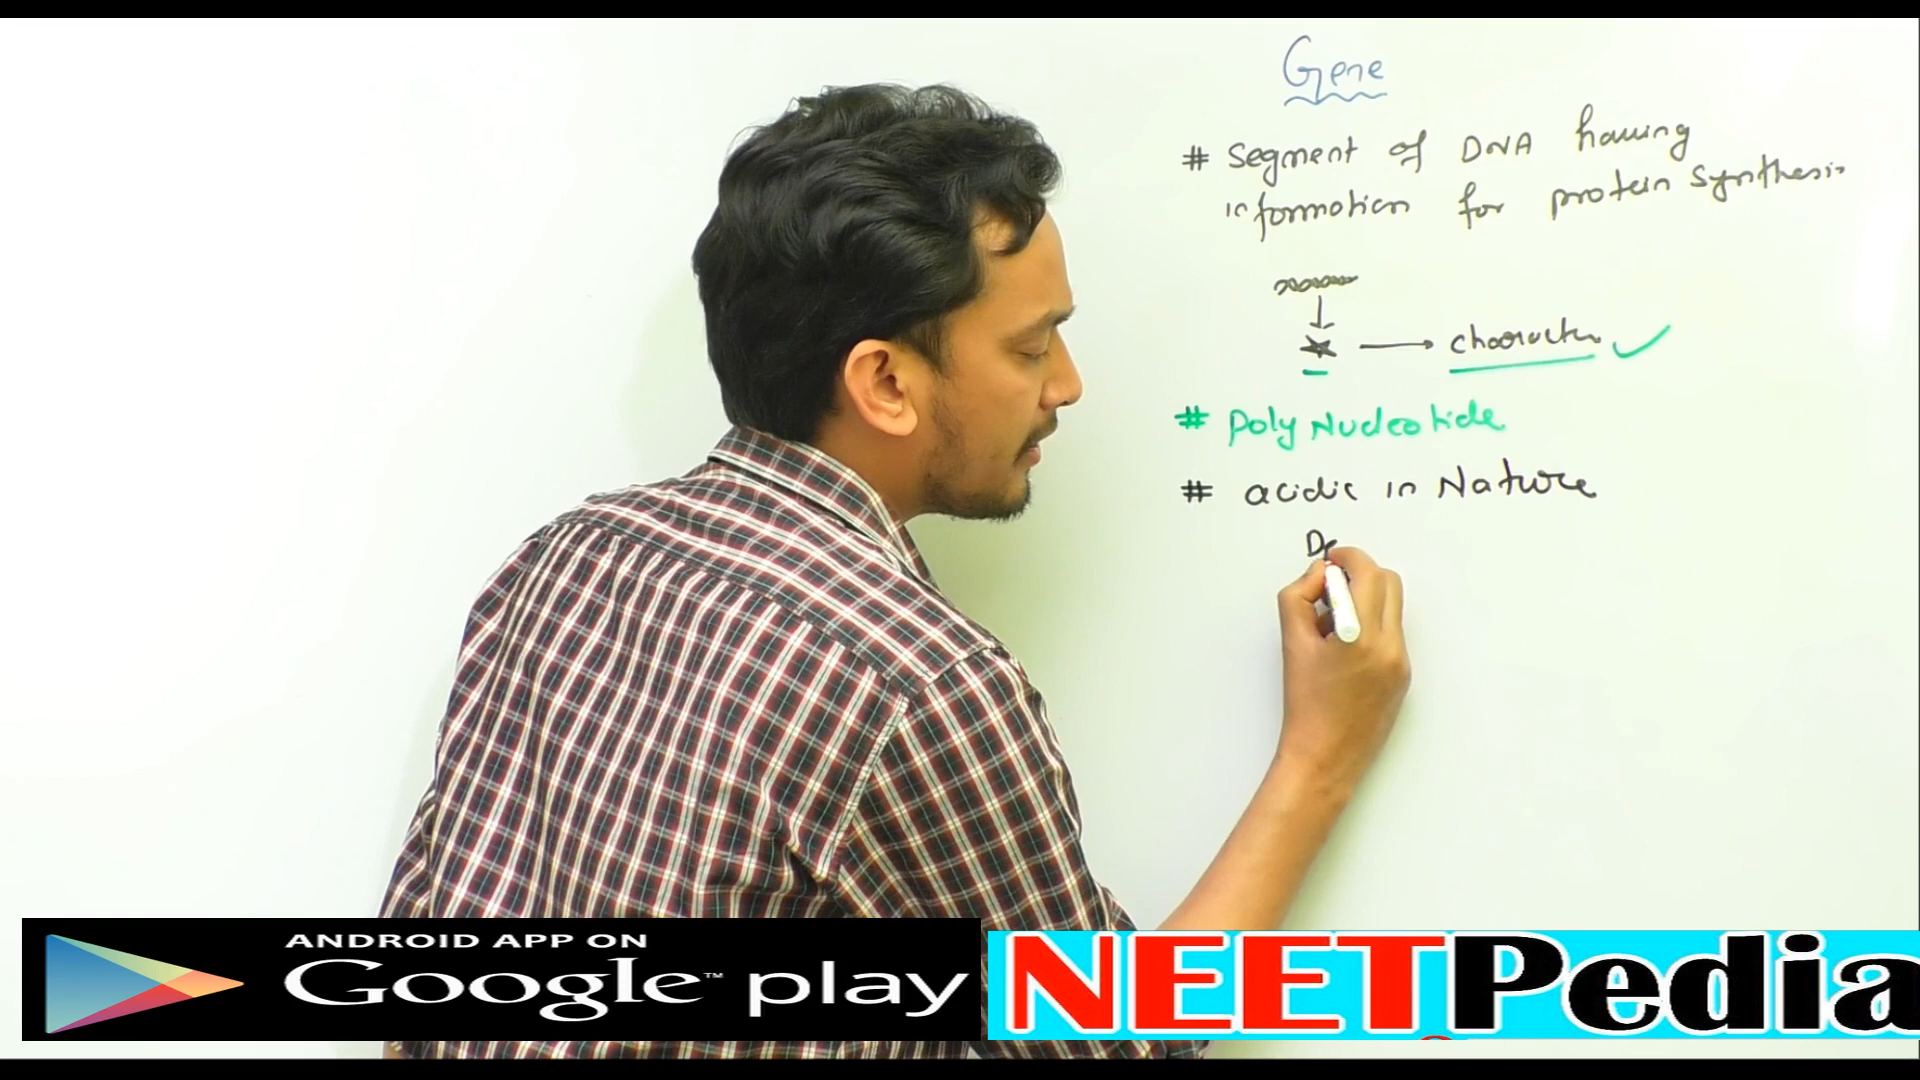 Gene
# Segment of DNA having
information for protein synthesis
character ✓
# Poly Nucleotide
# acidic in Nature
D
ANDROID APP ON
Google™ play
NEETPedia